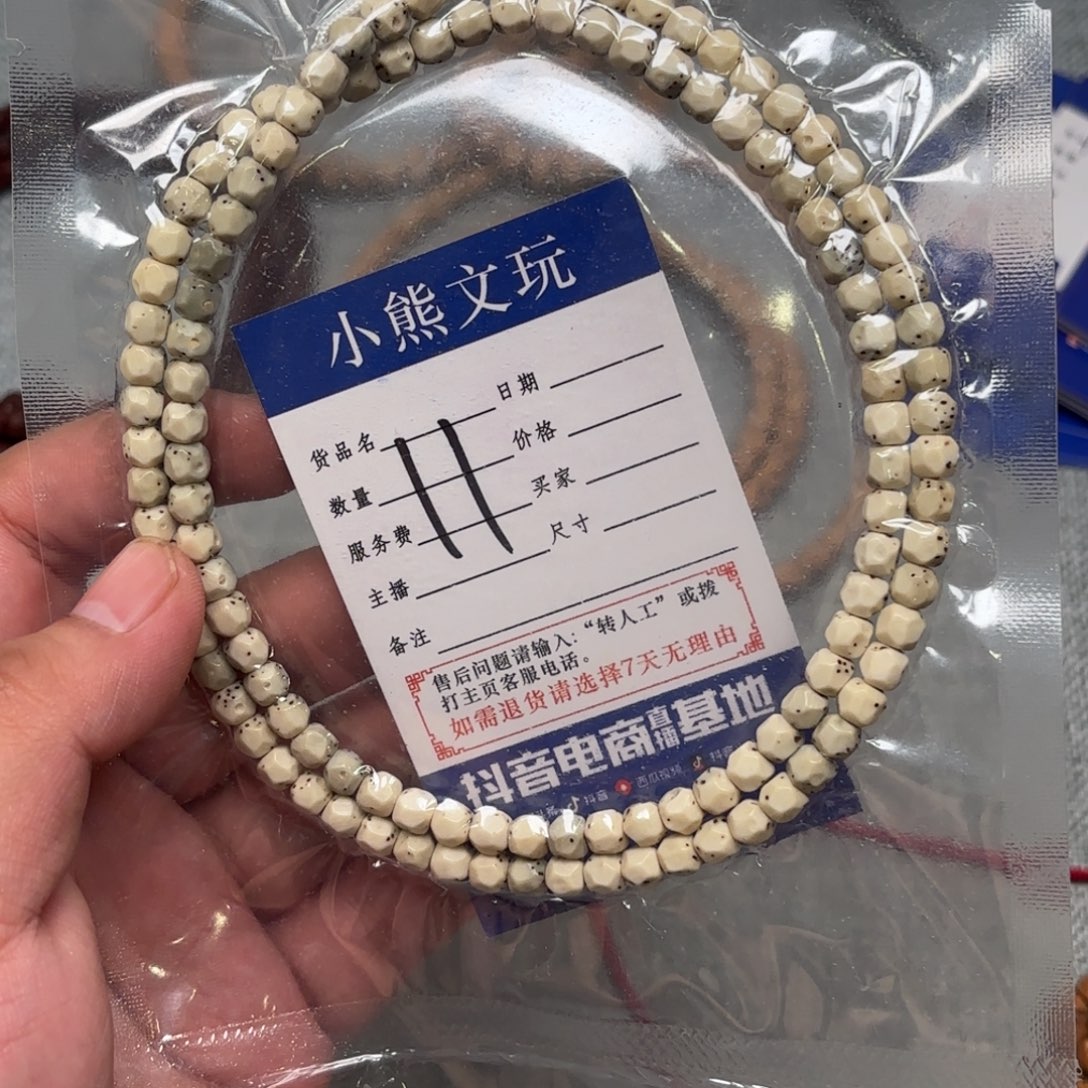 小熊文玩
货品名 日期
数量 价格
服务费 买家
主播 尺寸
备注
11
售后问题请输入:“转人工”或拨
打主页客服电话。
如需退货请选择7天无理由
抖音电商直播基地